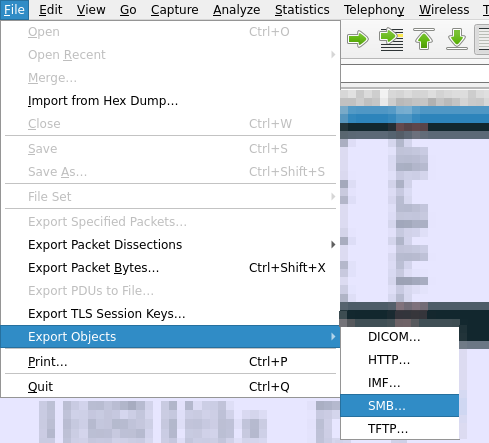 File Edit View Go Capture Analyze Statistics Telephony Wireless
Open Ctrl+O
Open Recent
Merge...
Import from Hex Dump...
Close Ctrl+W
Save Ctrl+S
Save As... Ctrl+Shift+S
File Set
Export Specified Packets...
Export Packet Dissections
Export Packet Bytes... Ctrl+Shift+X
Export PDUs to File...
Export TLS Session Keys...
Export Objects
DICOM...
HTTP...
IMF...
SMB...
TFTP...
Print... Ctrl+P
Quit Ctrl+Q